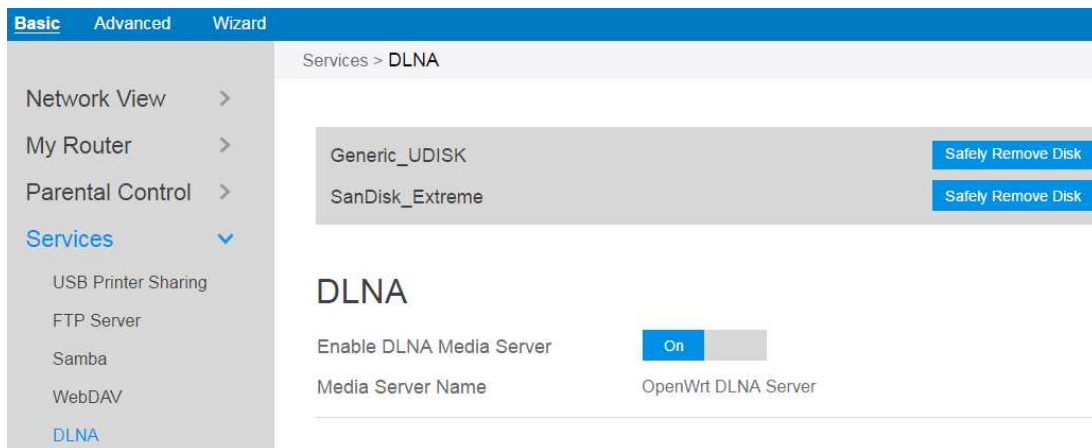 Basic Advanced Wizard
Services > DLNA
Network View
My Router
Parental Control
Services
USB Printer Sharing
FTP Server
Samba
WebDAV
DLNA
Generic_UDISK Safely Remove Disk
SanDisk_Extreme Safely Remove Disk
DLNA
Enable DLNA Media Server On
Media Server Name OpenWrt DLNA Server